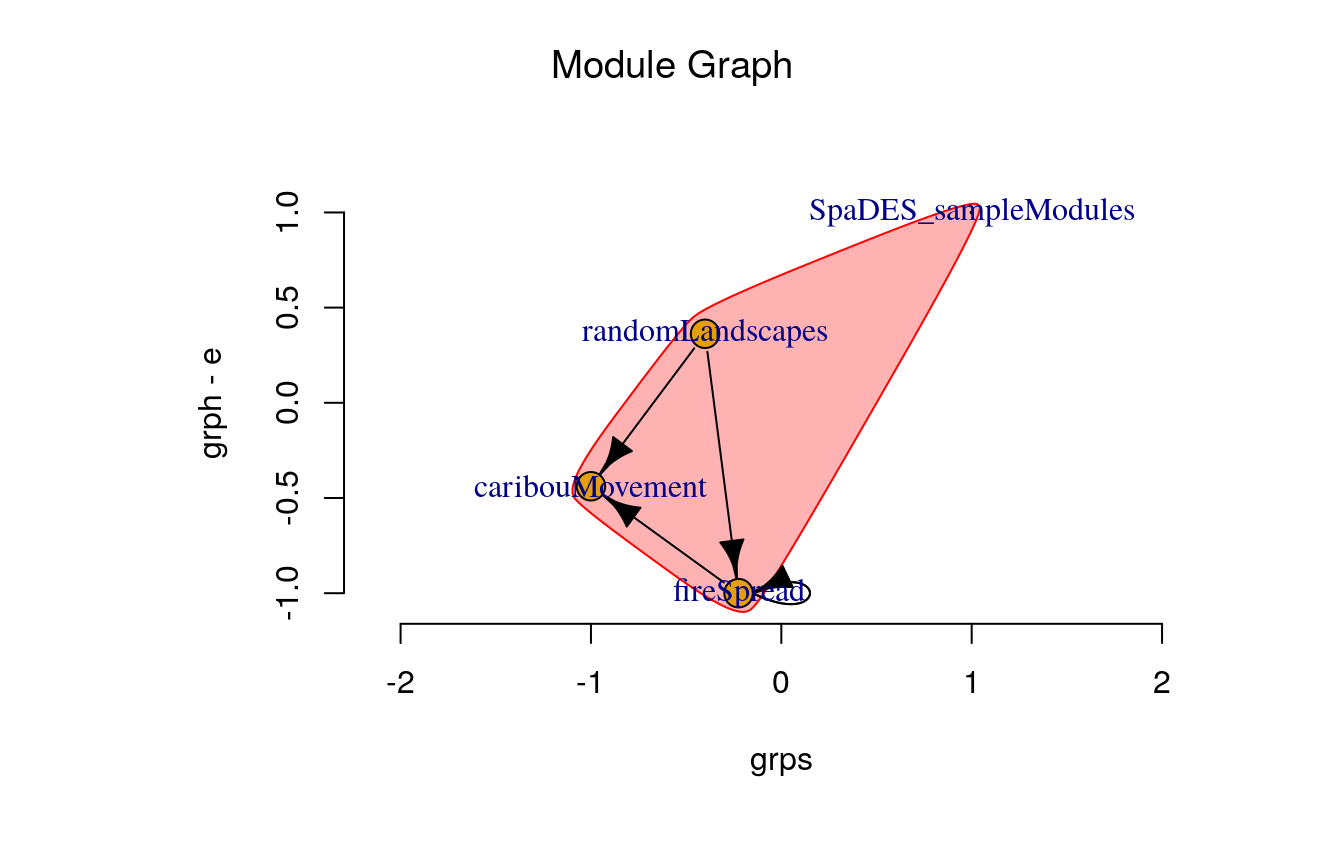 Module Graph
SpaDES_sampleModules
randomLandscapes
caribouMovement
fireSpread
grph - e
1.0
0.5
0.0
-0.5
-1.0
-2 -1 0 1 2
grps